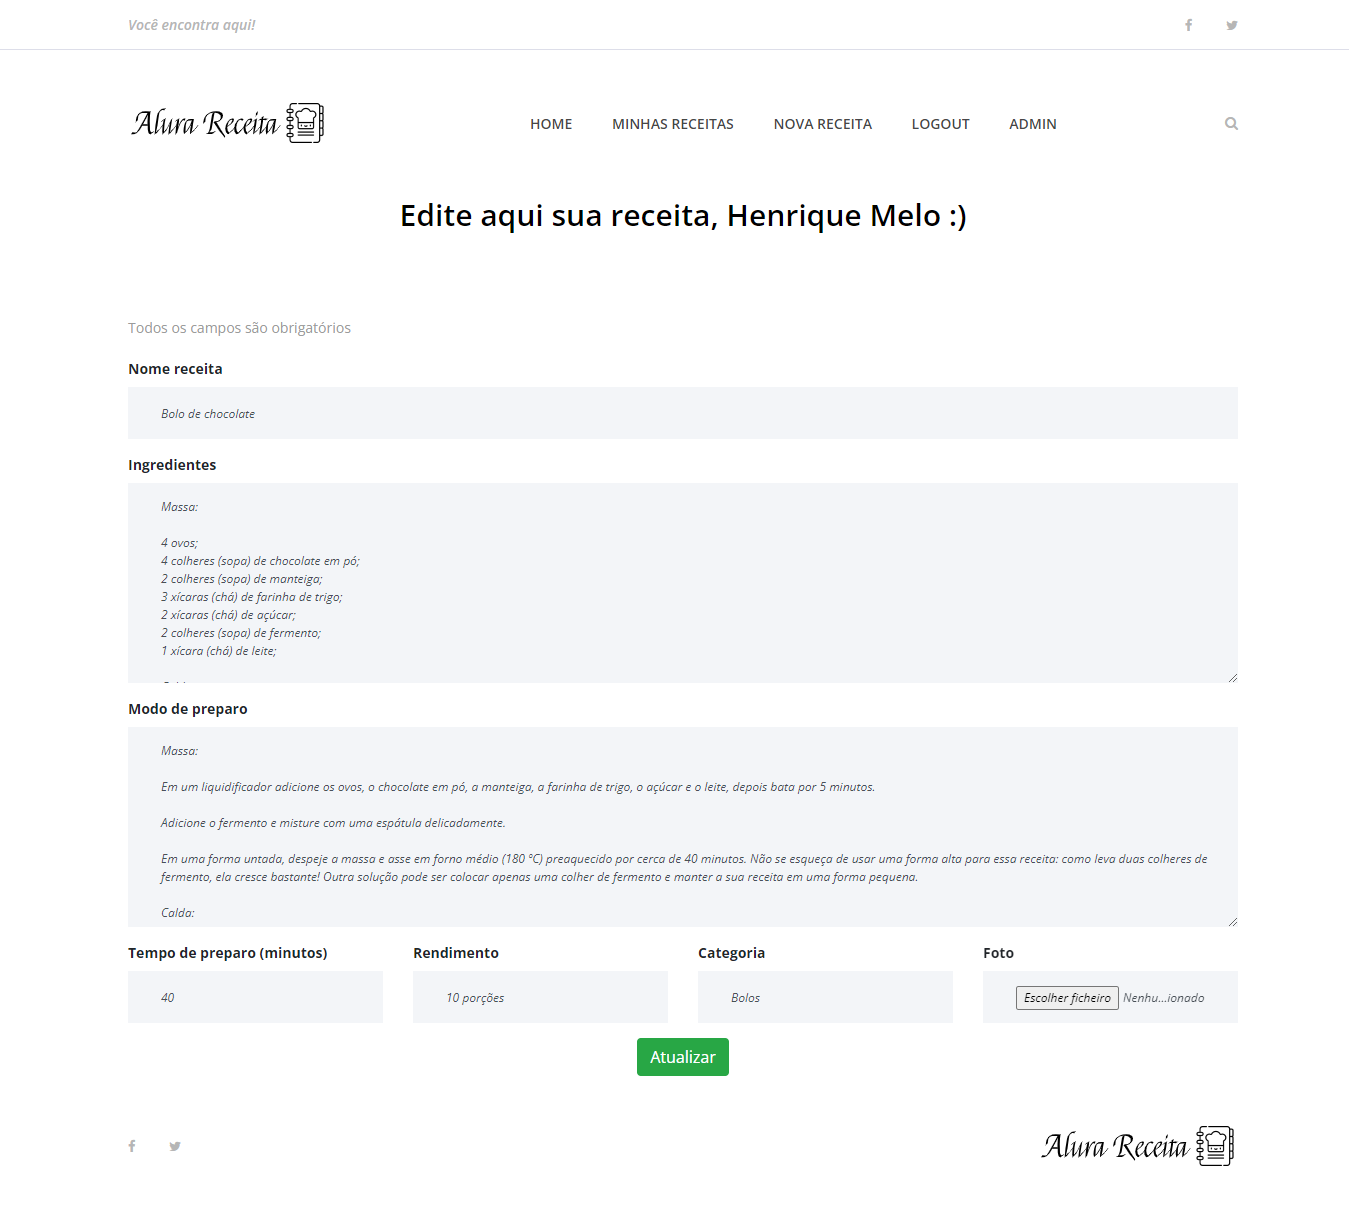 Você encontra aqui!
Alura Receita
HOME MINHAS RECEITAS NOVA RECEITA LOGOUT ADMIN
Edite aqui sua receita, Henrique Melo :)
Todos os campos são obrigatórios
Nome receita
Bolo de chocolate
Ingredientes
Massa:
4 ovos;
4 colheres (sopa) de chocolate em pó;
2 colheres (sopa) de manteiga;
3 xícaras (chá) de farinha de trigo;
2 xícaras (chá) de açúcar;
2 colheres (sopa) de fermento;
1 xícara (chá) de leite;
Modo de preparo
Massa:
Em um liquidificador adicione os ovos, o chocolate em pó, a manteiga, a farinha de trigo, o açúcar e o leite, depois bata por 5 minutos.
Adicione o fermento e misture com uma espátula delicadamente.
Em uma forma untada, despeje a massa e asse em forno médio (180 ºC) preaquecido por cerca de 40 minutos. Não se esqueça de usar uma forma alta para essa receita: como leva duas colheres de
fermento, ela cresce bastante! Outra solução pode ser colocar apenas uma colher de fermento e manter a sua receita em uma forma pequena.
Calda:
Tempo de preparo (minutos) Rendimento Categoria Foto
40 10 porções Bolos Escolher ficheiro Nenhu...ionado
Atualizar
Alura Receita